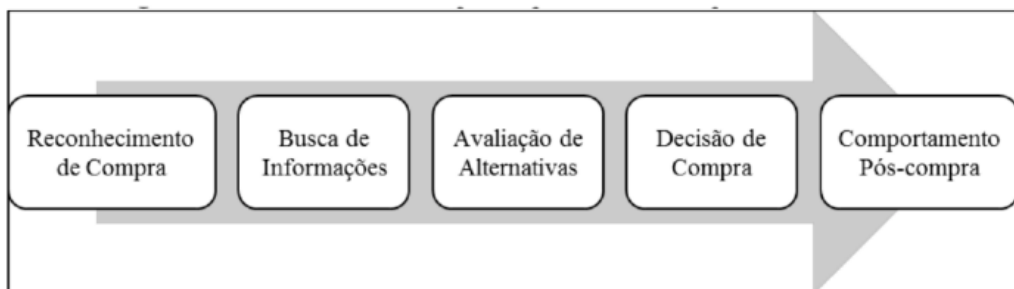 Reconhecimento
de Compra
Busca de
Informações
Avaliação de
Alternativas
Decisão de
Compra
Comportamento
Pós-compra